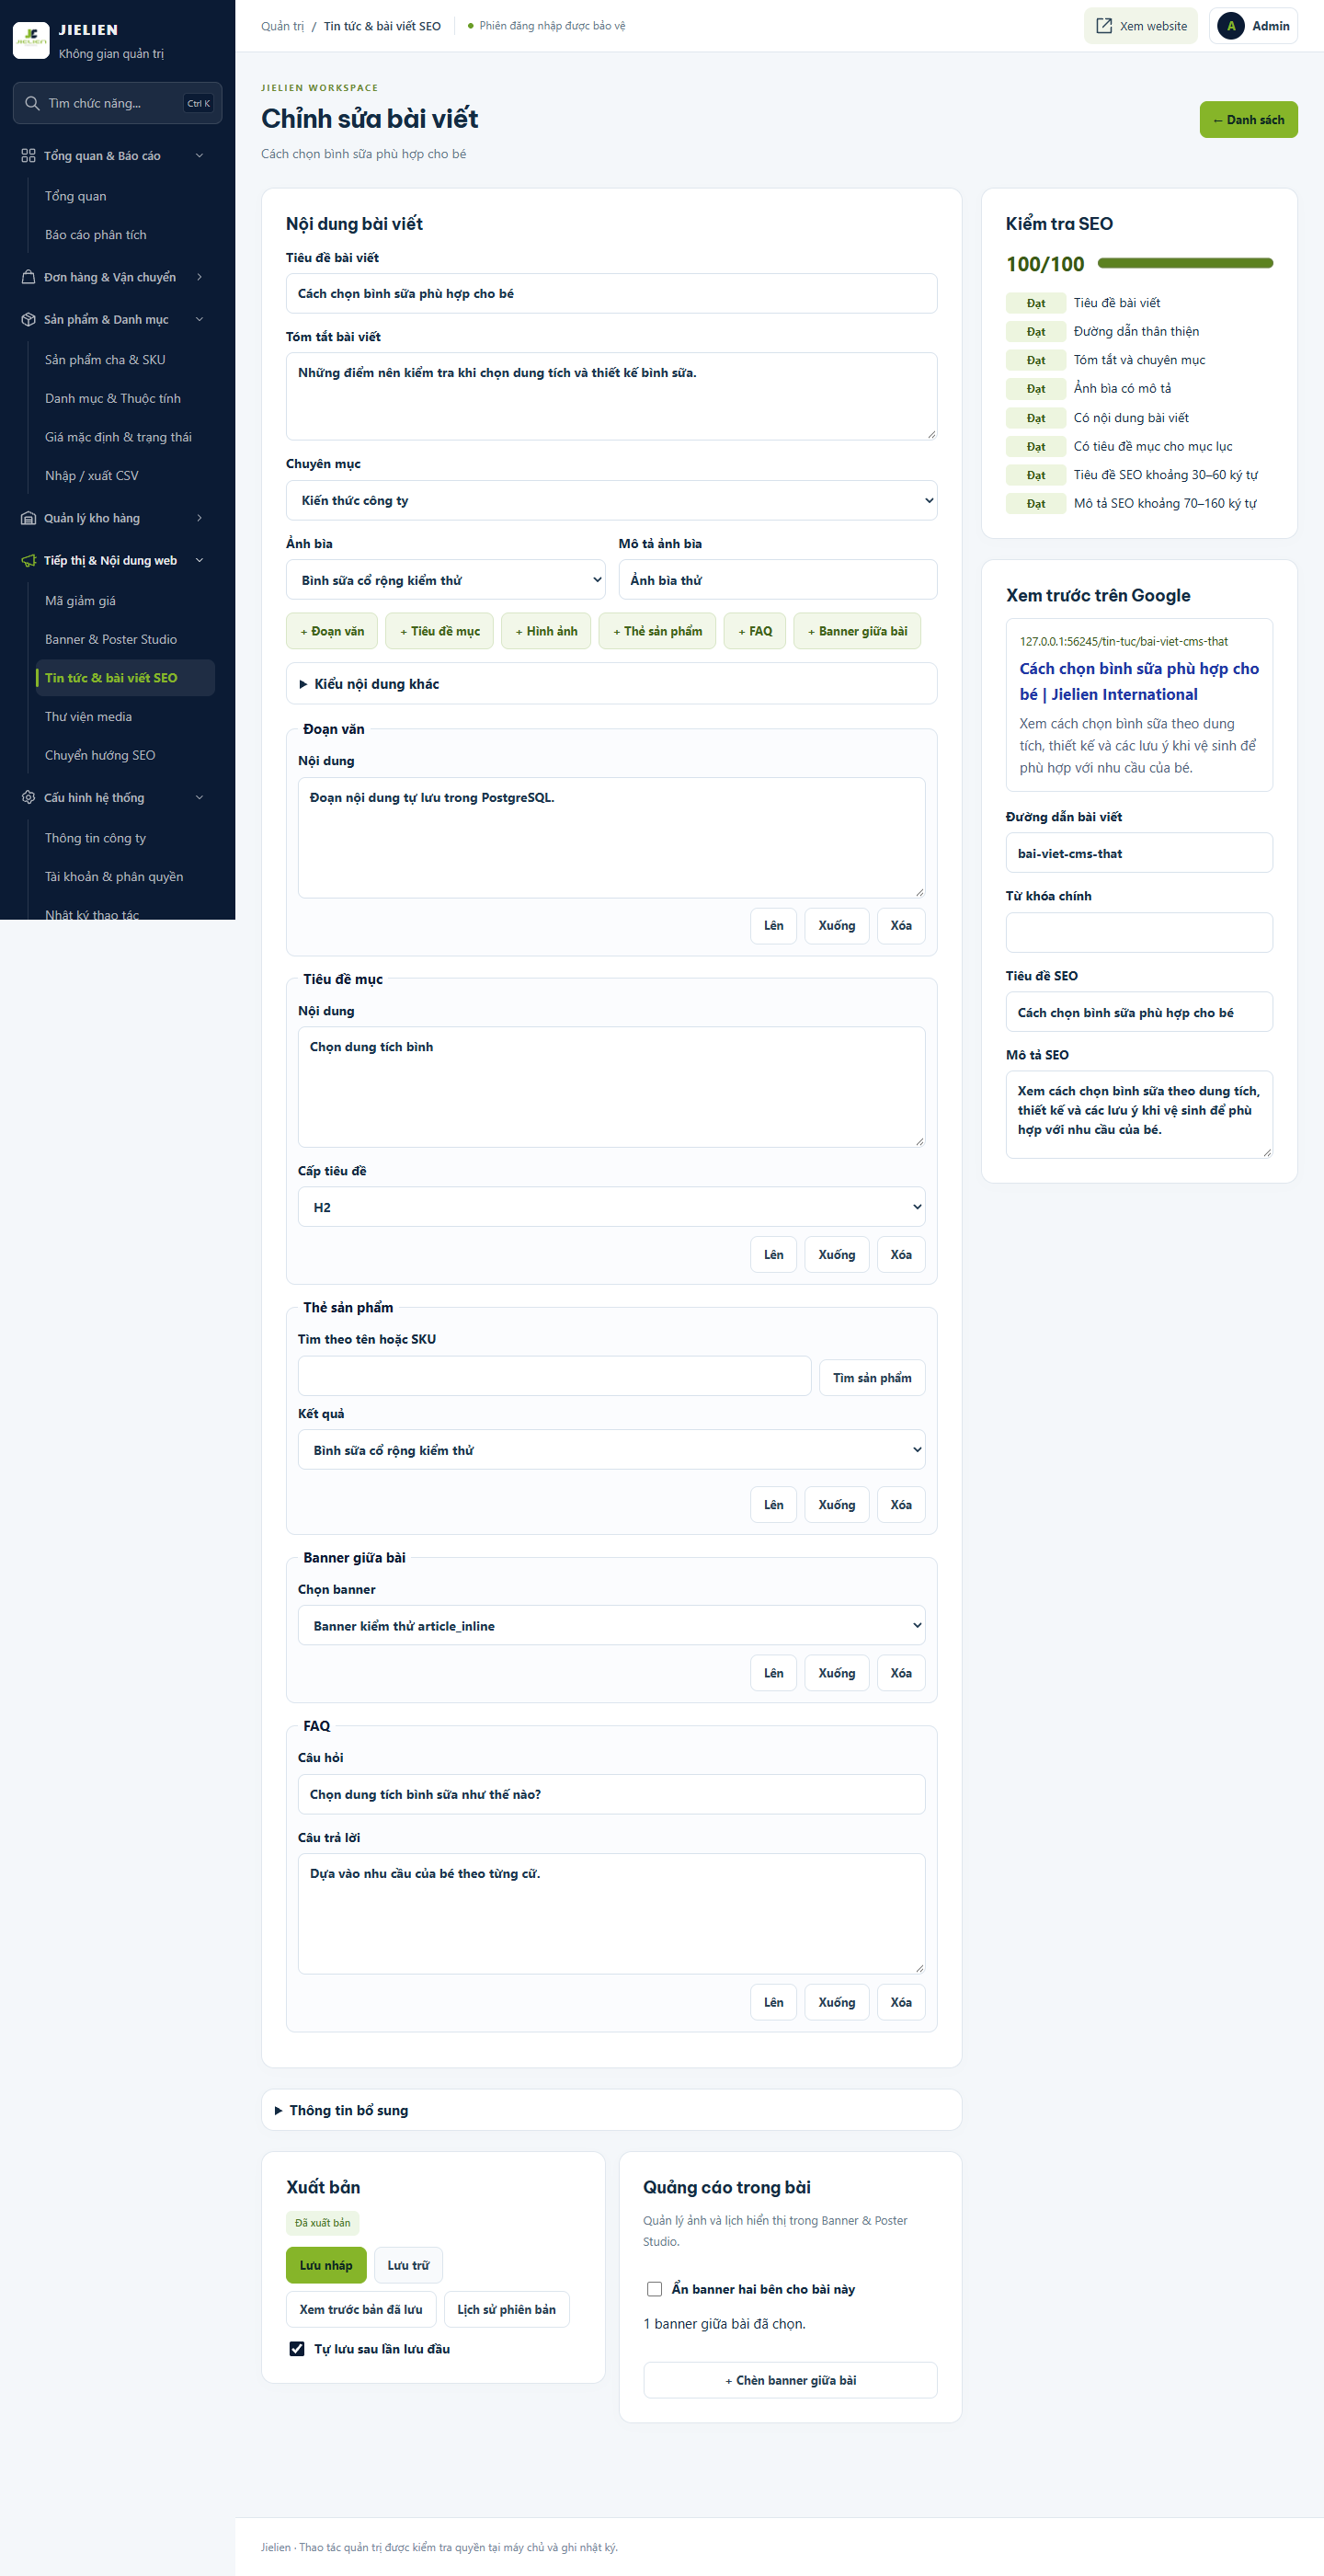 JIELIEN
Không gian quản trị
Tìm chức năng...
Ctrl K
Tổng quan & Báo cáo
Tổng quan
Báo cáo phân tích
Đơn hàng & Vận chuyển
Sản phẩm & Danh mục
Sản phẩm cha & SKU
Danh mục & Thuộc tính
Giá mặc định & trạng thái
Nhập / xuất CSV
Quản lý kho hàng
Tiếp thị & Nội dung web
Mã giảm giá
Banner & Poster Studio
Tin tức & bài viết SEO
Thư viện media
Chuyển hướng SEO
Cấu hình hệ thống
Thông tin công ty
Tài khoản & phân quyền
Nhật ký thao tác
Quản trị / Tin tức & bài viết SEO
Phiên đăng nhập được bảo vệ
Xem website
A
Admin
JIELIEN WORKSPACE
Chỉnh sửa bài viết
Cách chọn bình sữa phù hợp cho bé
← Danh sách
Nội dung bài viết
Tiêu đề bài viết
Cách chọn bình sữa phù hợp cho bé
Tóm tắt bài viết
Những điểm nên kiểm tra khi chọn dung tích và thiết kế bình sữa.
Chuyên mục
Kiến thức công ty
Ảnh bìa
Mô tả ảnh bìa
Bình sữa cổ rộng kiểm thử
Ảnh bìa thử
+ Đoạn văn
+ Tiêu đề mục
+ Hình ảnh
+ Thẻ sản phẩm
+ FAQ
+ Banner giữa bài
Kiểu nội dung khác
Đoạn văn
Nội dung
Đoạn nội dung tự lưu trong PostgreSQL.
Lên
Xuống
Xóa
Tiêu đề mục
Nội dung
Chọn dung tích bình
Cấp tiêu đề
H2
Lên
Xuống
Xóa
Thẻ sản phẩm
Tìm theo tên hoặc SKU
Tìm sản phẩm
Kết quả
Bình sữa cổ rộng kiểm thử
Lên
Xuống
Xóa
Banner giữa bài
Chọn banner
Banner kiểm thử article_inline
Lên
Xuống
Xóa
FAQ
Câu hỏi
Chọn dung tích bình sữa như thế nào?
Câu trả lời
Dựa vào nhu cầu của bé theo từng cữ.
Lên
Xuống
Xóa
Thông tin bổ sung
Xuất bản
Đã xuất bản
Lưu nháp
Lưu trữ
Xem trước bản đã lưu
Lịch sử phiên bản
Tự lưu sau lần lưu đầu
Quảng cáo trong bài
Quản lý ảnh và lịch hiển thị trong Banner & Poster
Studio.
Ẩn banner hai bên cho bài này
1 banner giữa bài đã chọn.
+ Chèn banner giữa bài
Kiểm tra SEO
100/100
Đạt Tiêu đề bài viết
Đạt Đường dẫn thân thiện
Đạt Tóm tắt và chuyên mục
Đạt Ảnh bìa có mô tả
Đạt Có nội dung bài viết
Đạt Có tiêu đề mục cho mục lục
Đạt Tiêu đề SEO khoảng 30–60 ký tự
Đạt Mô tả SEO khoảng 70–160 ký tự
Xem trước trên Google
127.0.0.1:56245/tin-tuc/bai-viet-cms-that
Cách chọn bình sữa phù hợp cho
bé | Jielien International
Xem cách chọn bình sữa theo dung
tích, thiết kế và các lưu ý khi vệ sinh để
phù hợp với nhu cầu của bé.
Đường dẫn bài viết
bai-viet-cms-that
Từ khóa chính
Tiêu đề SEO
Cách chọn bình sữa phù hợp cho bé
Mô tả SEO
Xem cách chọn bình sữa theo dung tích,
thiết kế và các lưu ý khi vệ sinh để phù
hợp với nhu cầu của bé.
Jielien · Thao tác quản trị được kiểm tra quyền tại máy chủ và ghi nhật ký.